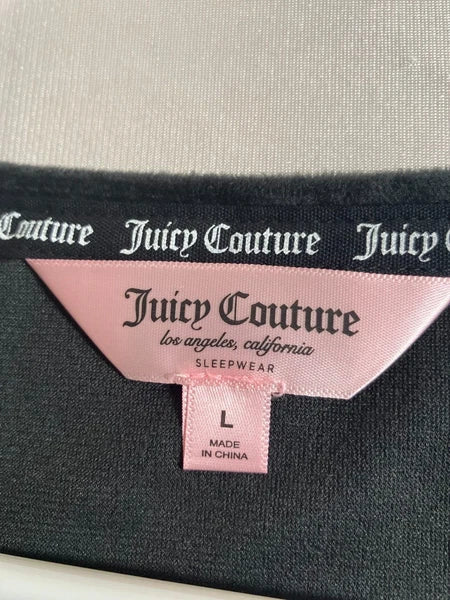 Couture Juicy Couture Juicy
Juicy Couture
los angeles, california
SLEEPWEAR
L
MADE
IN CHINA